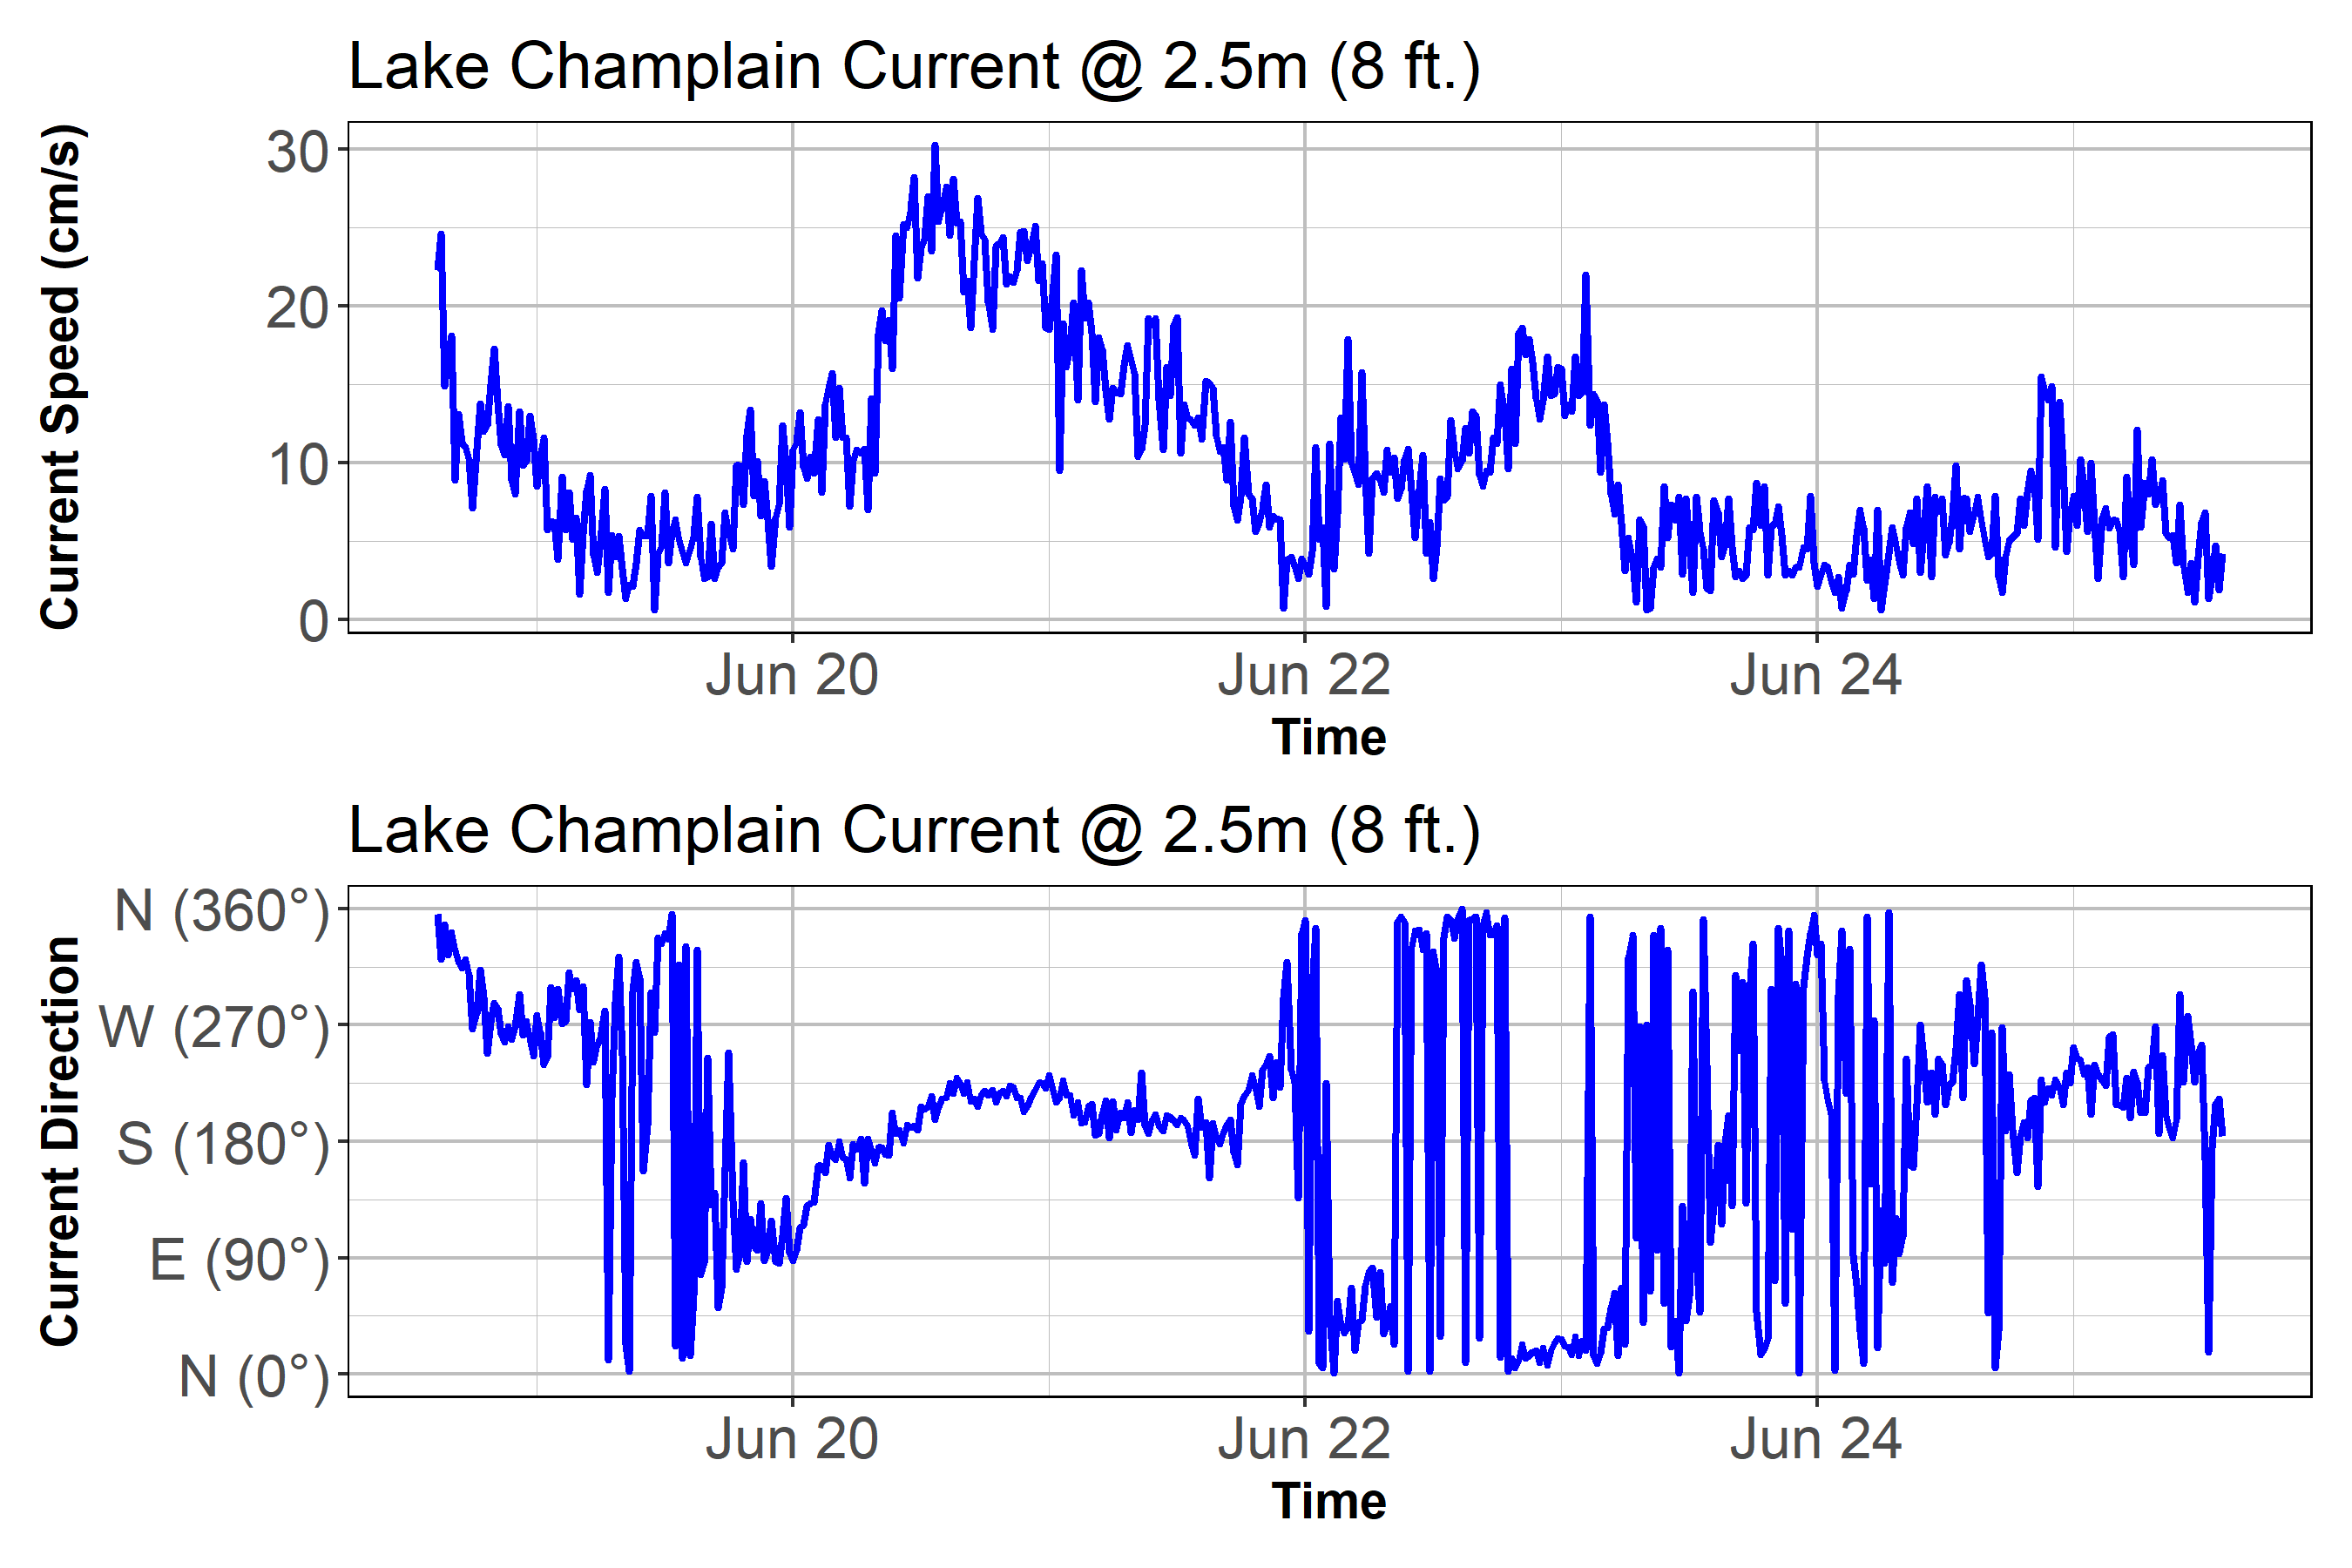 Lake Champlain Current @ 2.5m (8 ft.)
Current Speed (cm/s)
30
20
10
0
Jun 20 Jun 22 Jun 24
Time
Lake Champlain Current @ 2.5m (8 ft.)
Current Direction
N (360°)
W (270°)
S (180°)
E (90°)
N (0°)
Jun 20 Jun 22 Jun 24
Time